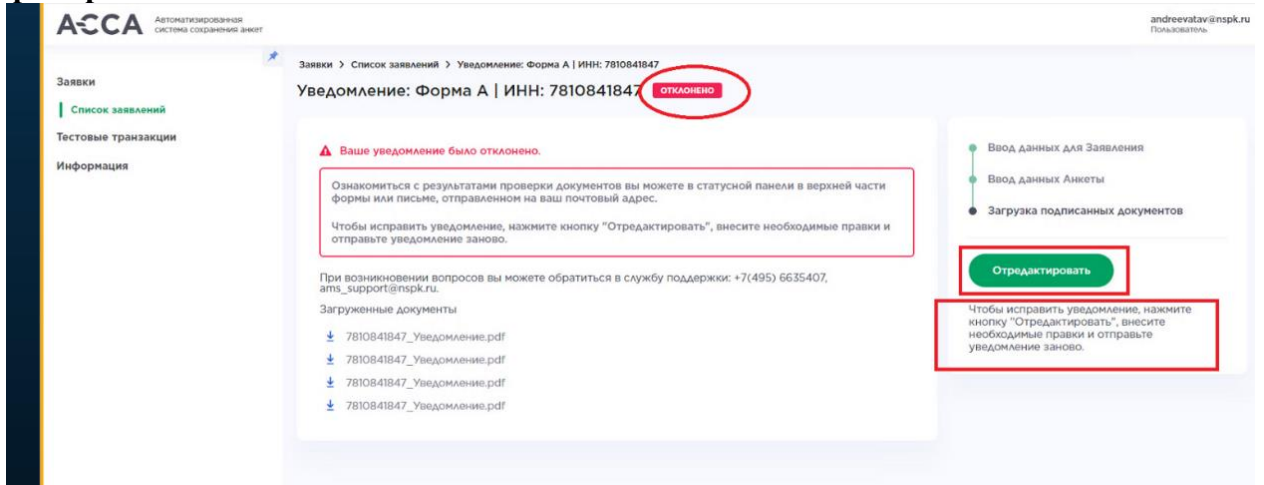 АССА
Автоматизированная
система сохранения анкет
andreevatav@nspk.ru
Пользователь
Заявки
Список заявлений
Тестовые транзакции
Информация
Заявки > Список заявлений > Уведомление: Форма А | ИНН: 7810841847
Уведомление: Форма А | ИНН: 7810841847 ОТКЛОНЕНО
Ваше уведомление было отклонено.
Ознакомиться с результатами проверки документов вы можете в статусной панели в верхней части
формы или письме, отправленном на ваш почтовый адрес.
Чтобы исправить уведомление, нажмите кнопку "Отредактировать", внесите необходимые правки и
отправьте уведомление заново.
При возникновении вопросов вы можете обратиться в службу поддержки: +7(495) 6635407,
ams_support@nspk.ru.
Загруженные документы
7810841847_Уведомление.pdf
7810841847_Уведомление.pdf
7810841847_Уведомление.pdf
7810841847_Уведомление.pdf
Ввод данных для Заявления
Ввод данных Анкеты
Загрузка подписанных документов
Отредактировать
Чтобы исправить уведомление, нажмите
кнопку "Отредактировать", внесите
необходимые правки и отправьте
уведомление заново.